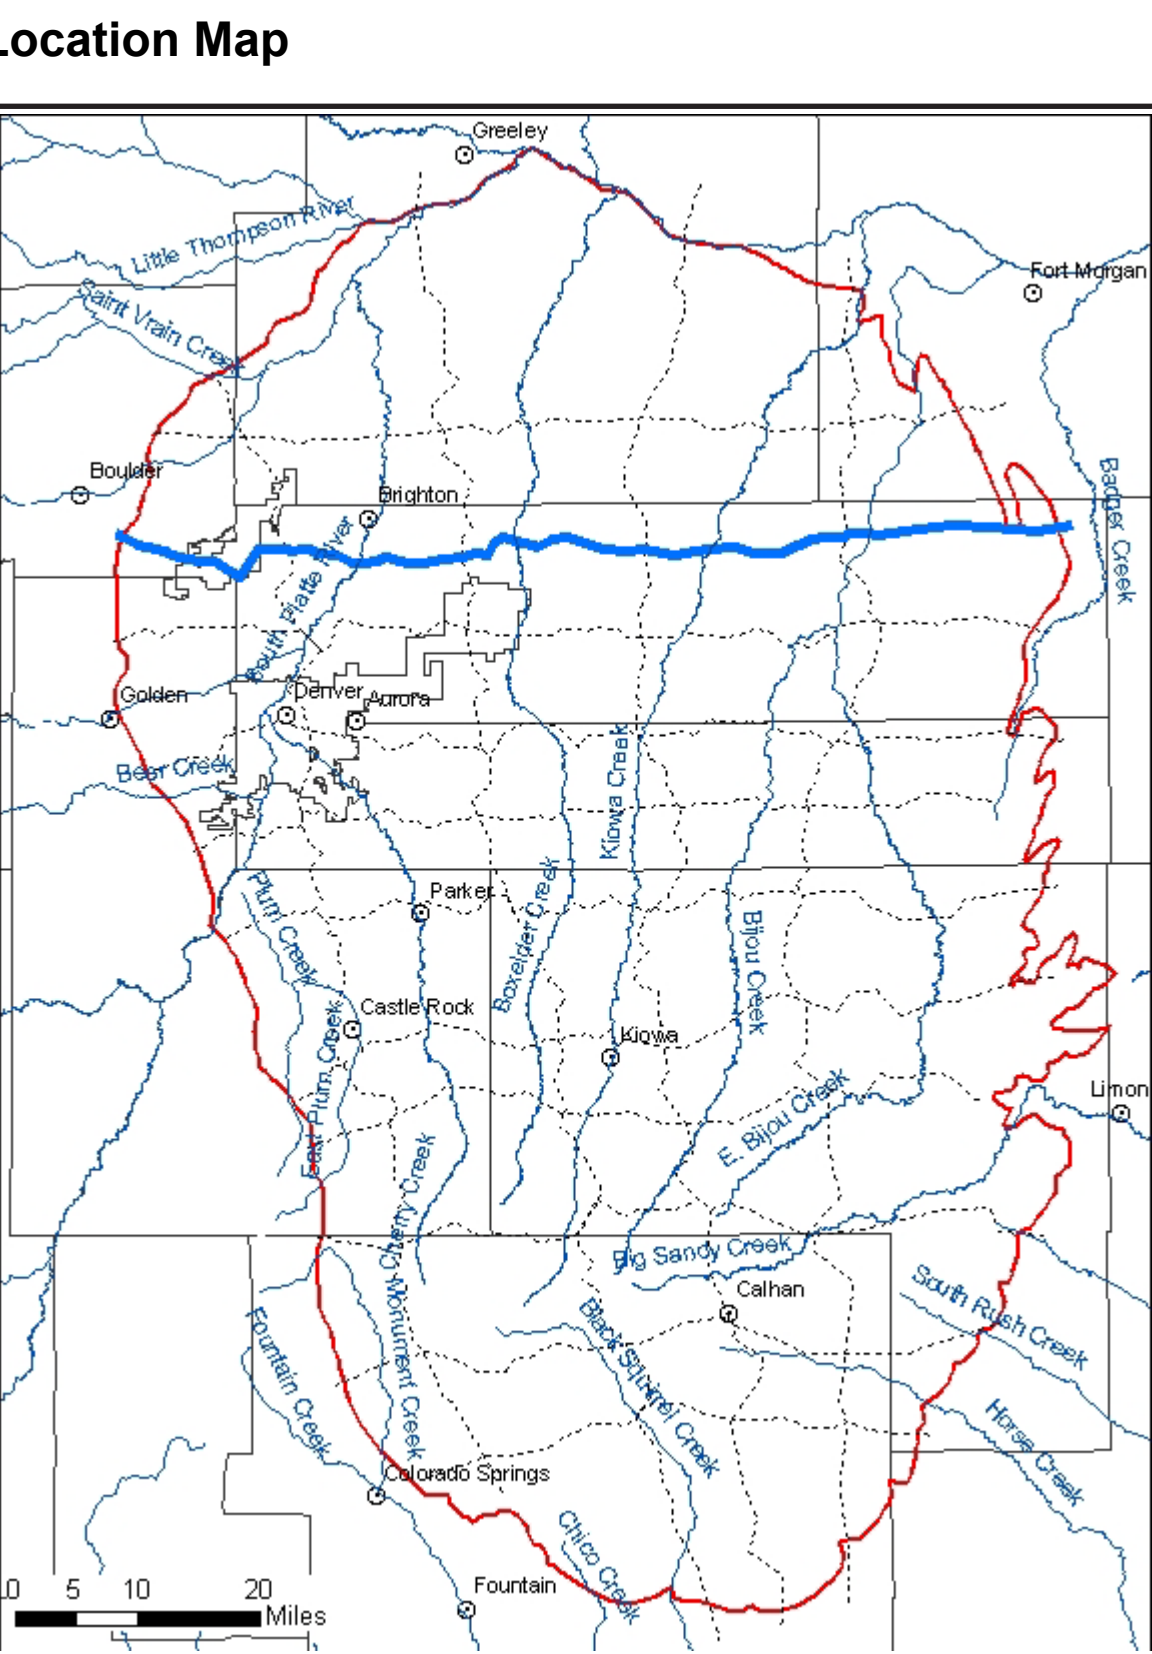 Location Map
Greeley
Little Thompson River
Fort Morgan
Saint Vrain Creek
Boulder
Brighton
Badger Creek
South Platte River
Golden
Denver
Aurora
Bear Creek
Kiowa Creek
Parker
Plum Creek
Boxelder Creek
Bijou Creek
Castle Rock
East Plum Creek
Kiowa
Limon
E. Bijou Creek
Cherry Creek
Big Sandy Creek
Calhan
South Rush Creek
Monument Creek
Black Squirrel Creek
Fountain Creek
Horse Creek
Colorado Springs
Chico Creek
Fountain
0 5 10 20
Miles